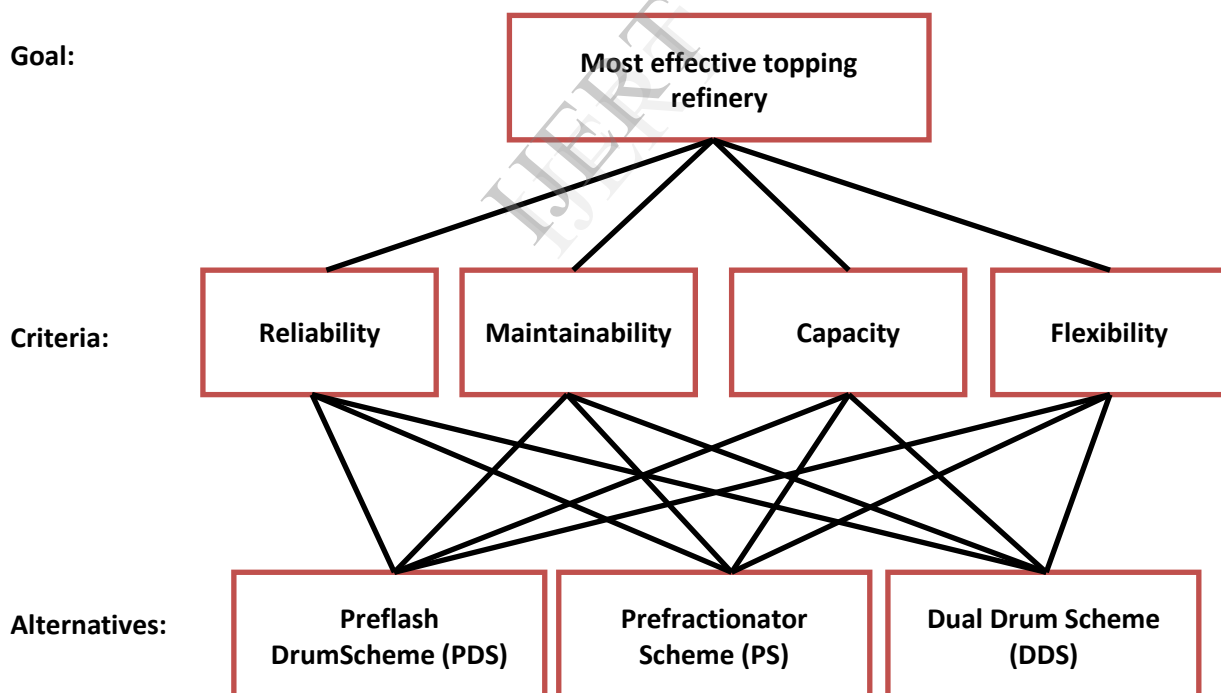 Goal:
Most effective topping
refinery
IJERT
Criteria:
Reliability
Maintainability
Capacity
Flexibility
Alternatives:
Preflash
DrumScheme (PDS)
Prefractionator
Scheme (PS)
Dual Drum Scheme
(DDS)